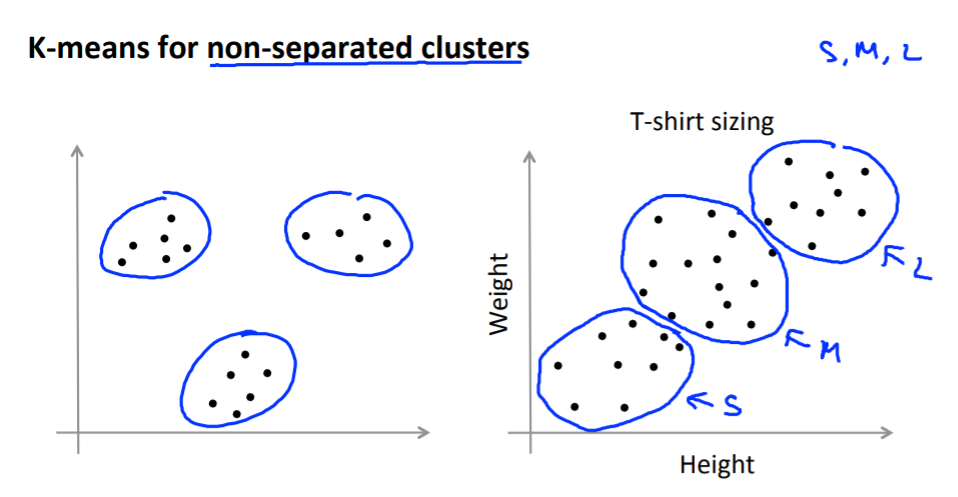 K-means for non-separated clusters
S, M, L
T-shirt sizing
Weight
L
M
S
Height